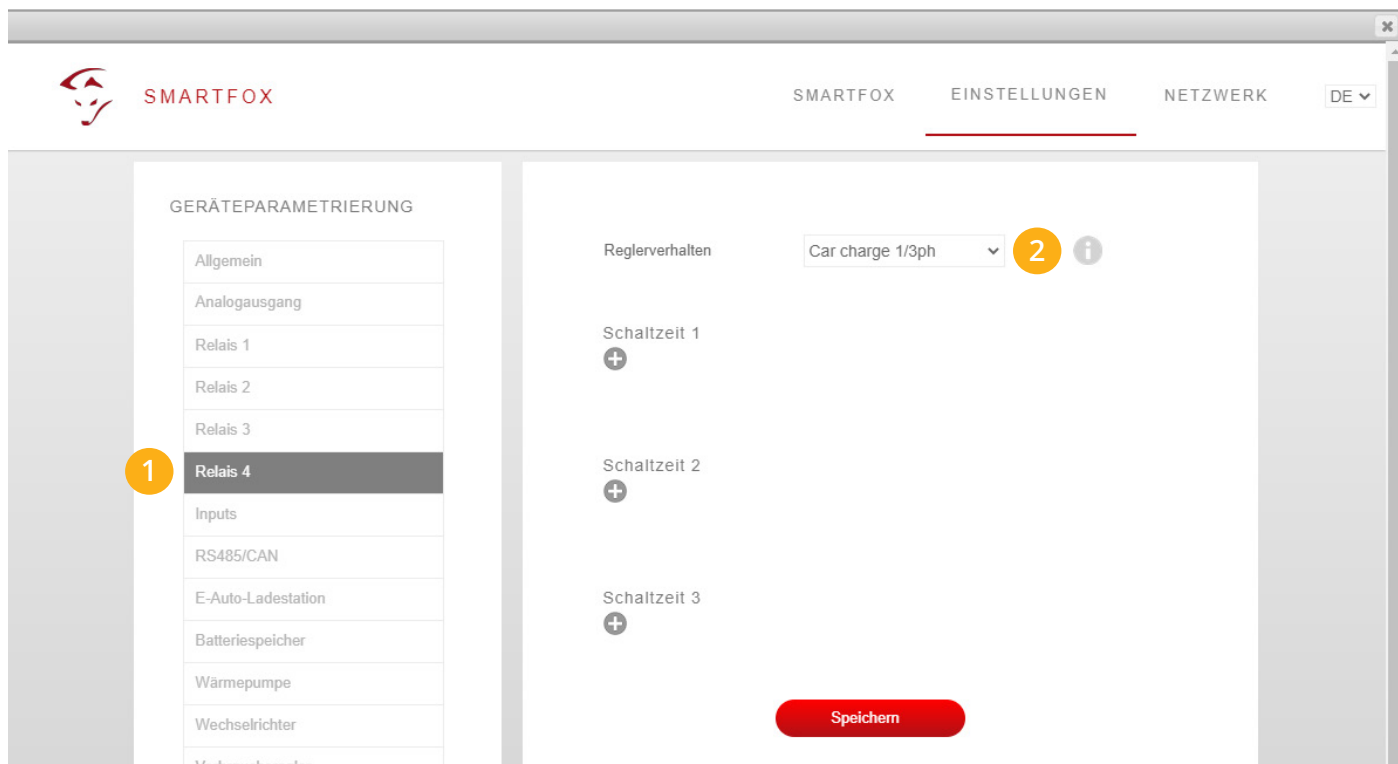 SMARTFOX
SMARTFOX EINSTELLUNGEN NETZWERK DE
GERÄTEPARAMETRIERUNG
Allgemein
Analogausgang
Relais 1
Relais 2
Relais 3
1 Relais 4
Inputs
RS485/CAN
E-Auto-Ladestation
Batteriespeicher
Wärmepumpe
Wechselrichter
Reglerverhalten Car charge 1/3ph 2
Schaltzeit 1
Schaltzeit 2
Schaltzeit 3
Speichern